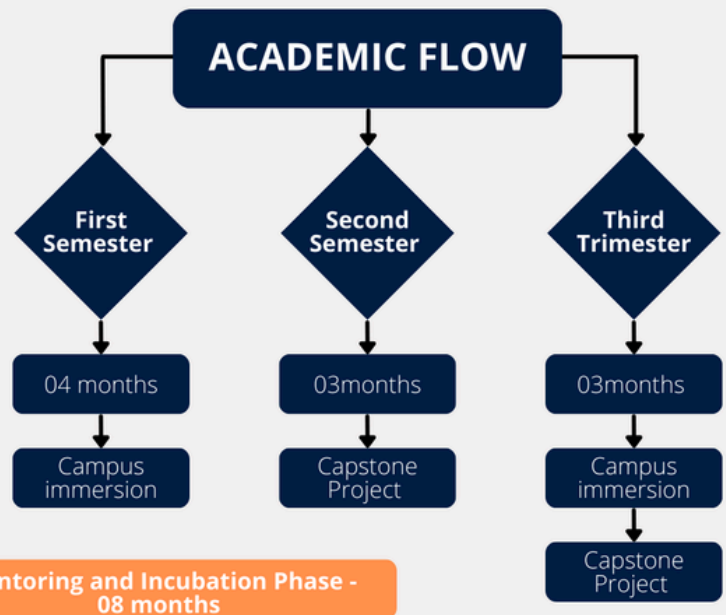 ACADEMIC FLOW
First
Semester
04 months
Campus
immersion
Second
Semester
03months
Capstone
Project
Third
Trimester
03months
Campus
immersion
Capstone
Project
ntoring and Incubation Phase -
08 months